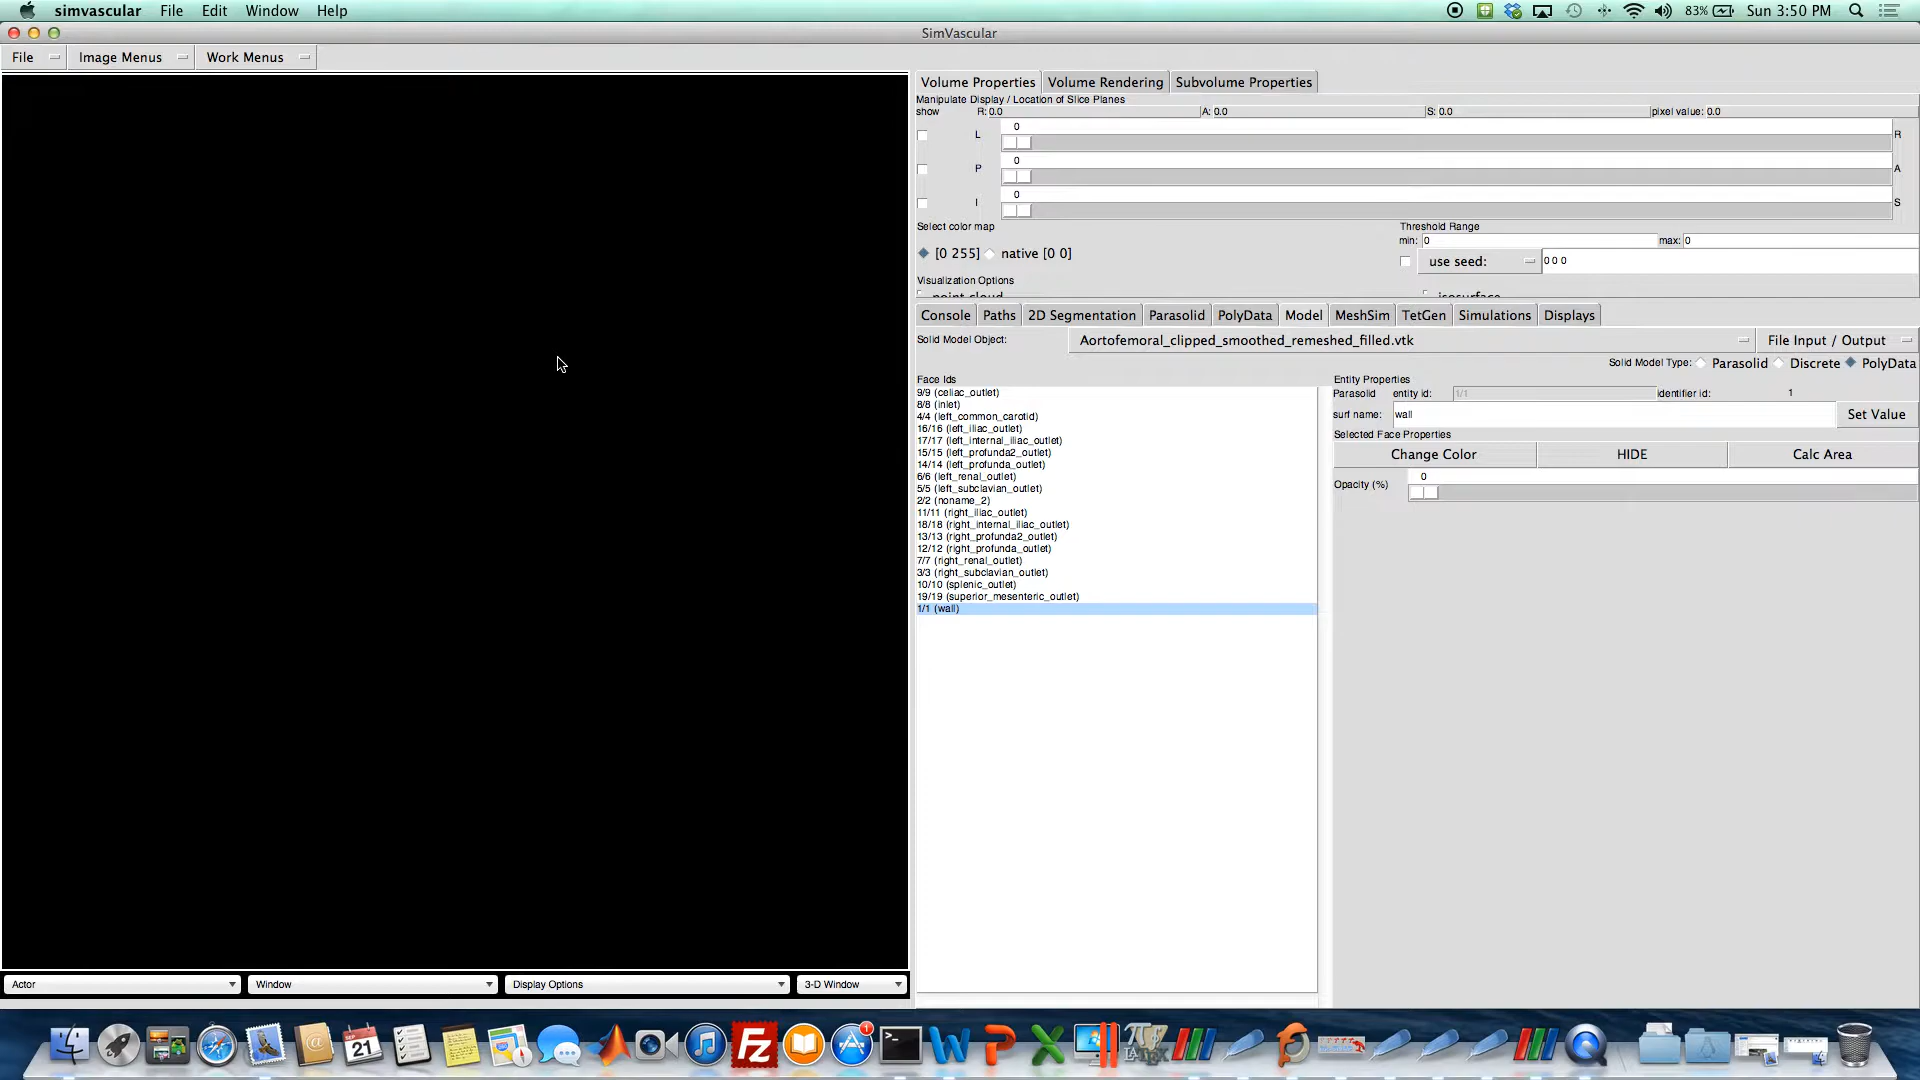 simvascular File Edit Window Help 83% Sun 3:50 PM
SimVascular
File Image Menus Work Menus
Volume Properties Volume Rendering Subvolume Properties
Manipulate Display / Location of Slice Planes
show R: 0.0 A: 0.0 S: 0.0 pixel value: 0.0
0
L R
0
P A
0
I S
Select color map Threshold Range
min: 0 max: 0
[0 255] native [0 0] use seed: 0 0 0
Visualization Options
point cloud isosurface
Console Paths 2D Segmentation Parasolid PolyData Model MeshSim TetGen Simulations Displays
Solid Model Object: Aortofemoral_clipped_smoothed_remeshed_filled.vtk File Input / Output
Solid Model Type: Parasolid Discrete PolyData
Face Ids Entity Properties
9/9 (celiac_outlet) Parasolid entity id: 1/1 identifier id: 1
8/8 (inlet)
4/4 (left_common_carotid) surf name: wall Set Value
16/16 (left_iliac_outlet)
17/17 (left_internal_iliac_outlet) Selected Face Properties
15/15 (left_profunda2_outlet) Change Color HIDE Calc Area
14/14 (left_profunda_outlet)
6/6 (left_renal_outlet) 0
5/5 (left_subclavian_outlet) Opacity (%)
2/2 (noname_2)
11/11 (right_iliac_outlet)
18/18 (right_internal_iliac_outlet)
13/13 (right_profunda2_outlet)
12/12 (right_profunda_outlet)
7/7 (right_renal_outlet)
3/3 (right_subclavian_outlet)
10/10 (splenic_outlet)
19/19 (superior_mesenteric_outlet)
1/1 (wall)
Actor Window Display Options 3-D Window
21
Fz
1